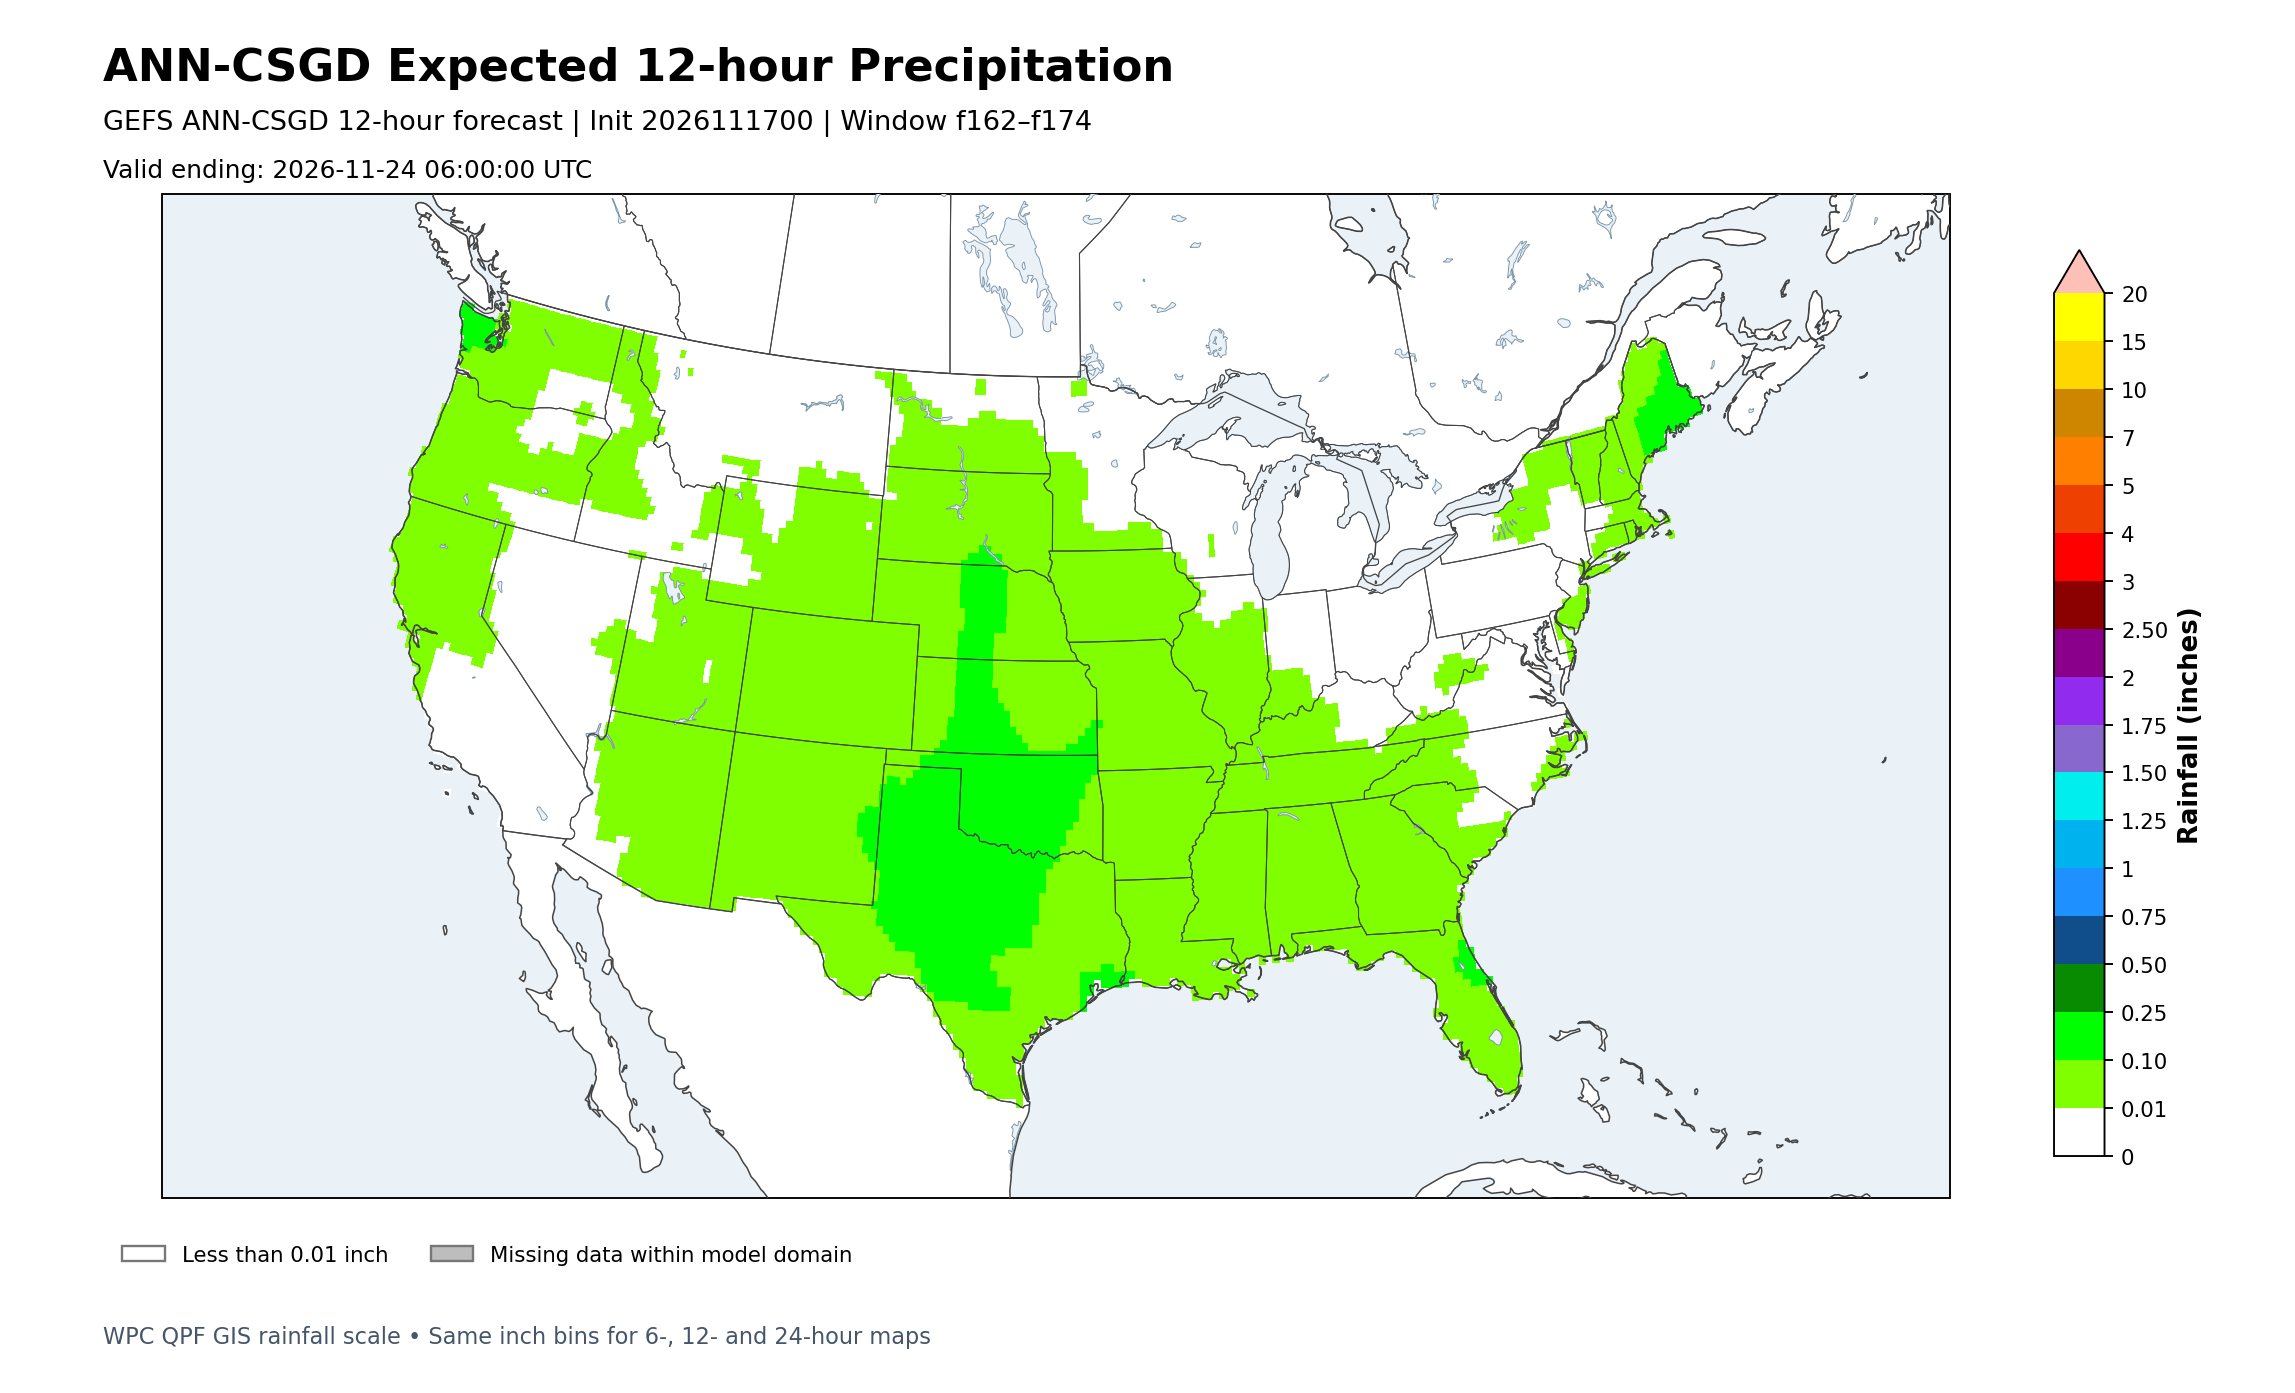 ANN-CSGD Expected 12-hour Precipitation
GEFS ANN-CSGD 12-hour forecast | Init 2026111700 | Window f162–f174
Valid ending: 2026-11-24 06:00:00 UTC
20
15
10
7
5
4
3
2.50
2
1.75
1.50
1.25
1
0.75
0.50
0.25
0.10
0.01
0
Rainfall (inches)
Less than 0.01 inch
Missing data within model domain
WPC QPF GIS rainfall scale • Same inch bins for 6-, 12- and 24-hour maps